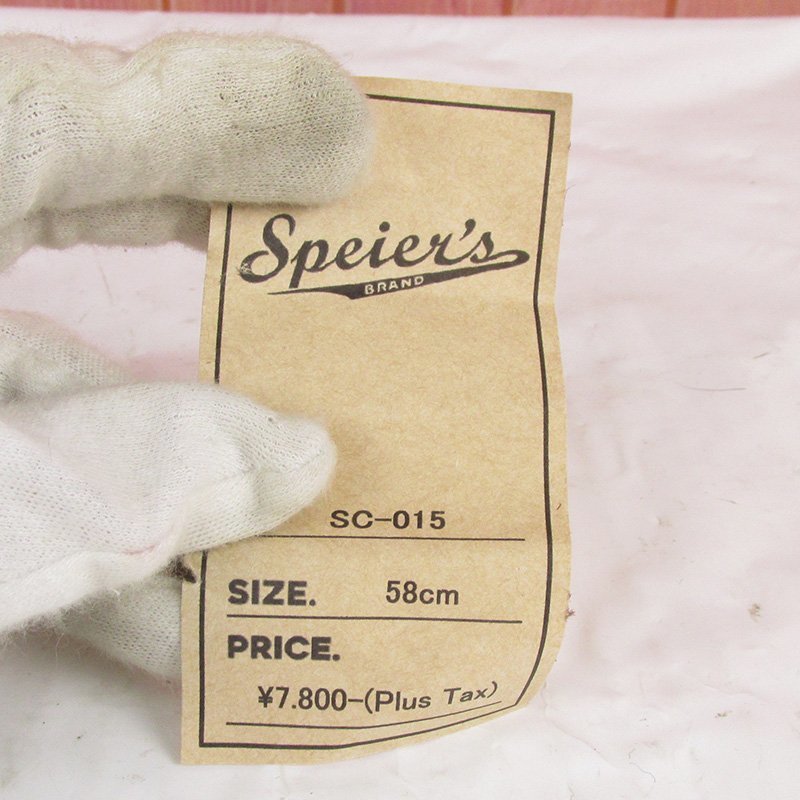 Speier's
BRAND
SC-015
SIZE. 58cm
PRICE.
¥7.800-(Plus Tax)